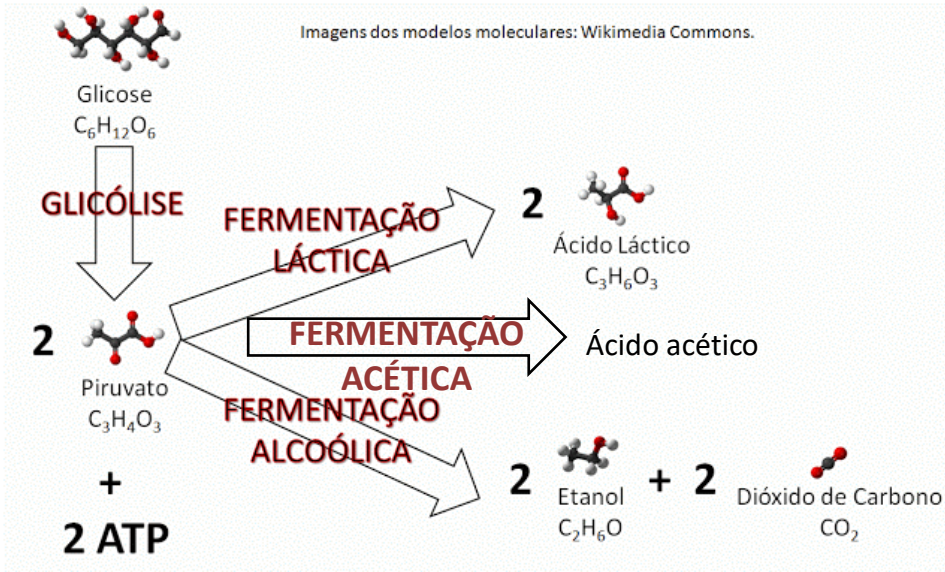 Imagens dos modelos moleculares: Wikimedia Commons.
Glicose
C₆H₁₂O₆
GLICÓLISE
2
Piruvato
C₃H₄O₃
+
2 ATP
FERMENTAÇÃO
LÁCTICA
2
Ácido Láctico
C₃H₆O₃
FERMENTAÇÃO
ACÉTICA
Ácido acético
FERMENTAÇÃO
ALCOÓLICA
2
Etanol
C₂H₆O
+ 2
Dióxido de Carbono
CO₂